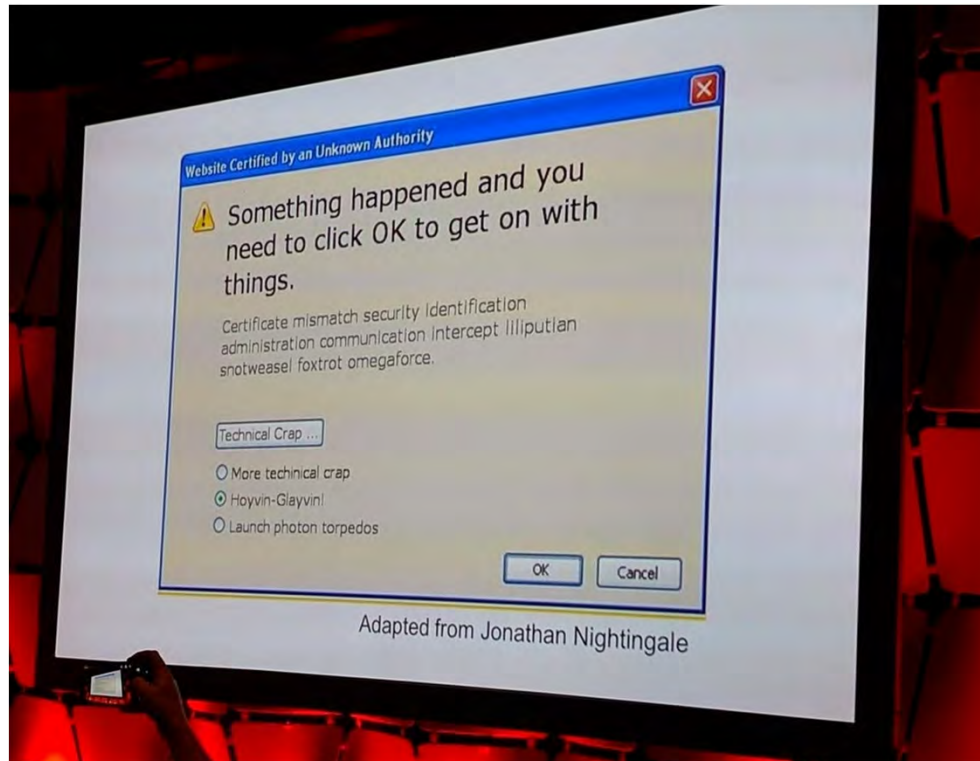 Website Certified by an Unknown Authority
Something happened and you
need to click OK to get on with
things.
Certificate mismatch security identification
administration communication intercept lilliputian
snotweasel foxtrot omegaforce.
Technical Crap ...
More techinical crap
Hoyvin-Glayvin!
Launch photon torpedos
OK
Cancel
Adapted from Jonathan Nightingale